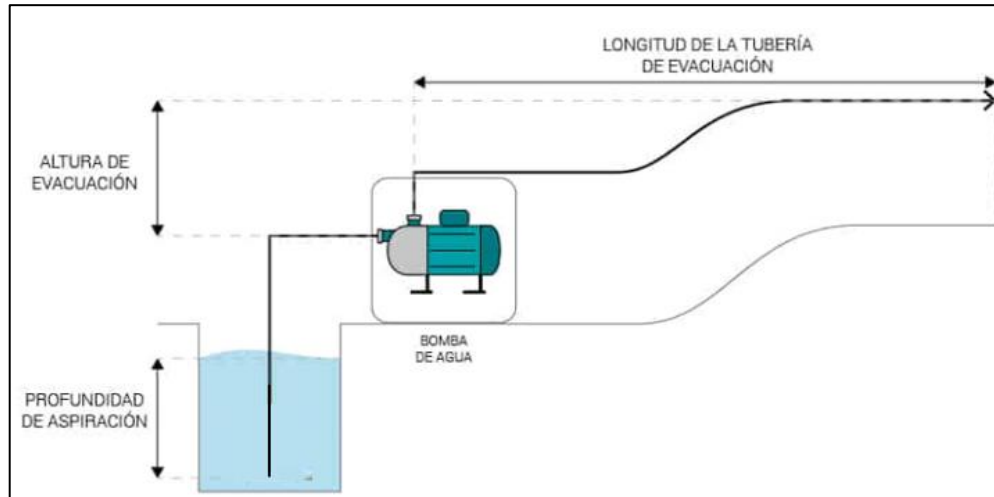 LONGITUD DE LA TUBERÍA
DE EVACUACIÓN
ALTURA DE
EVACUACIÓN
BOMBA
DE AGUA
PROFUNDIDAD
DE ASPIRACIÓN